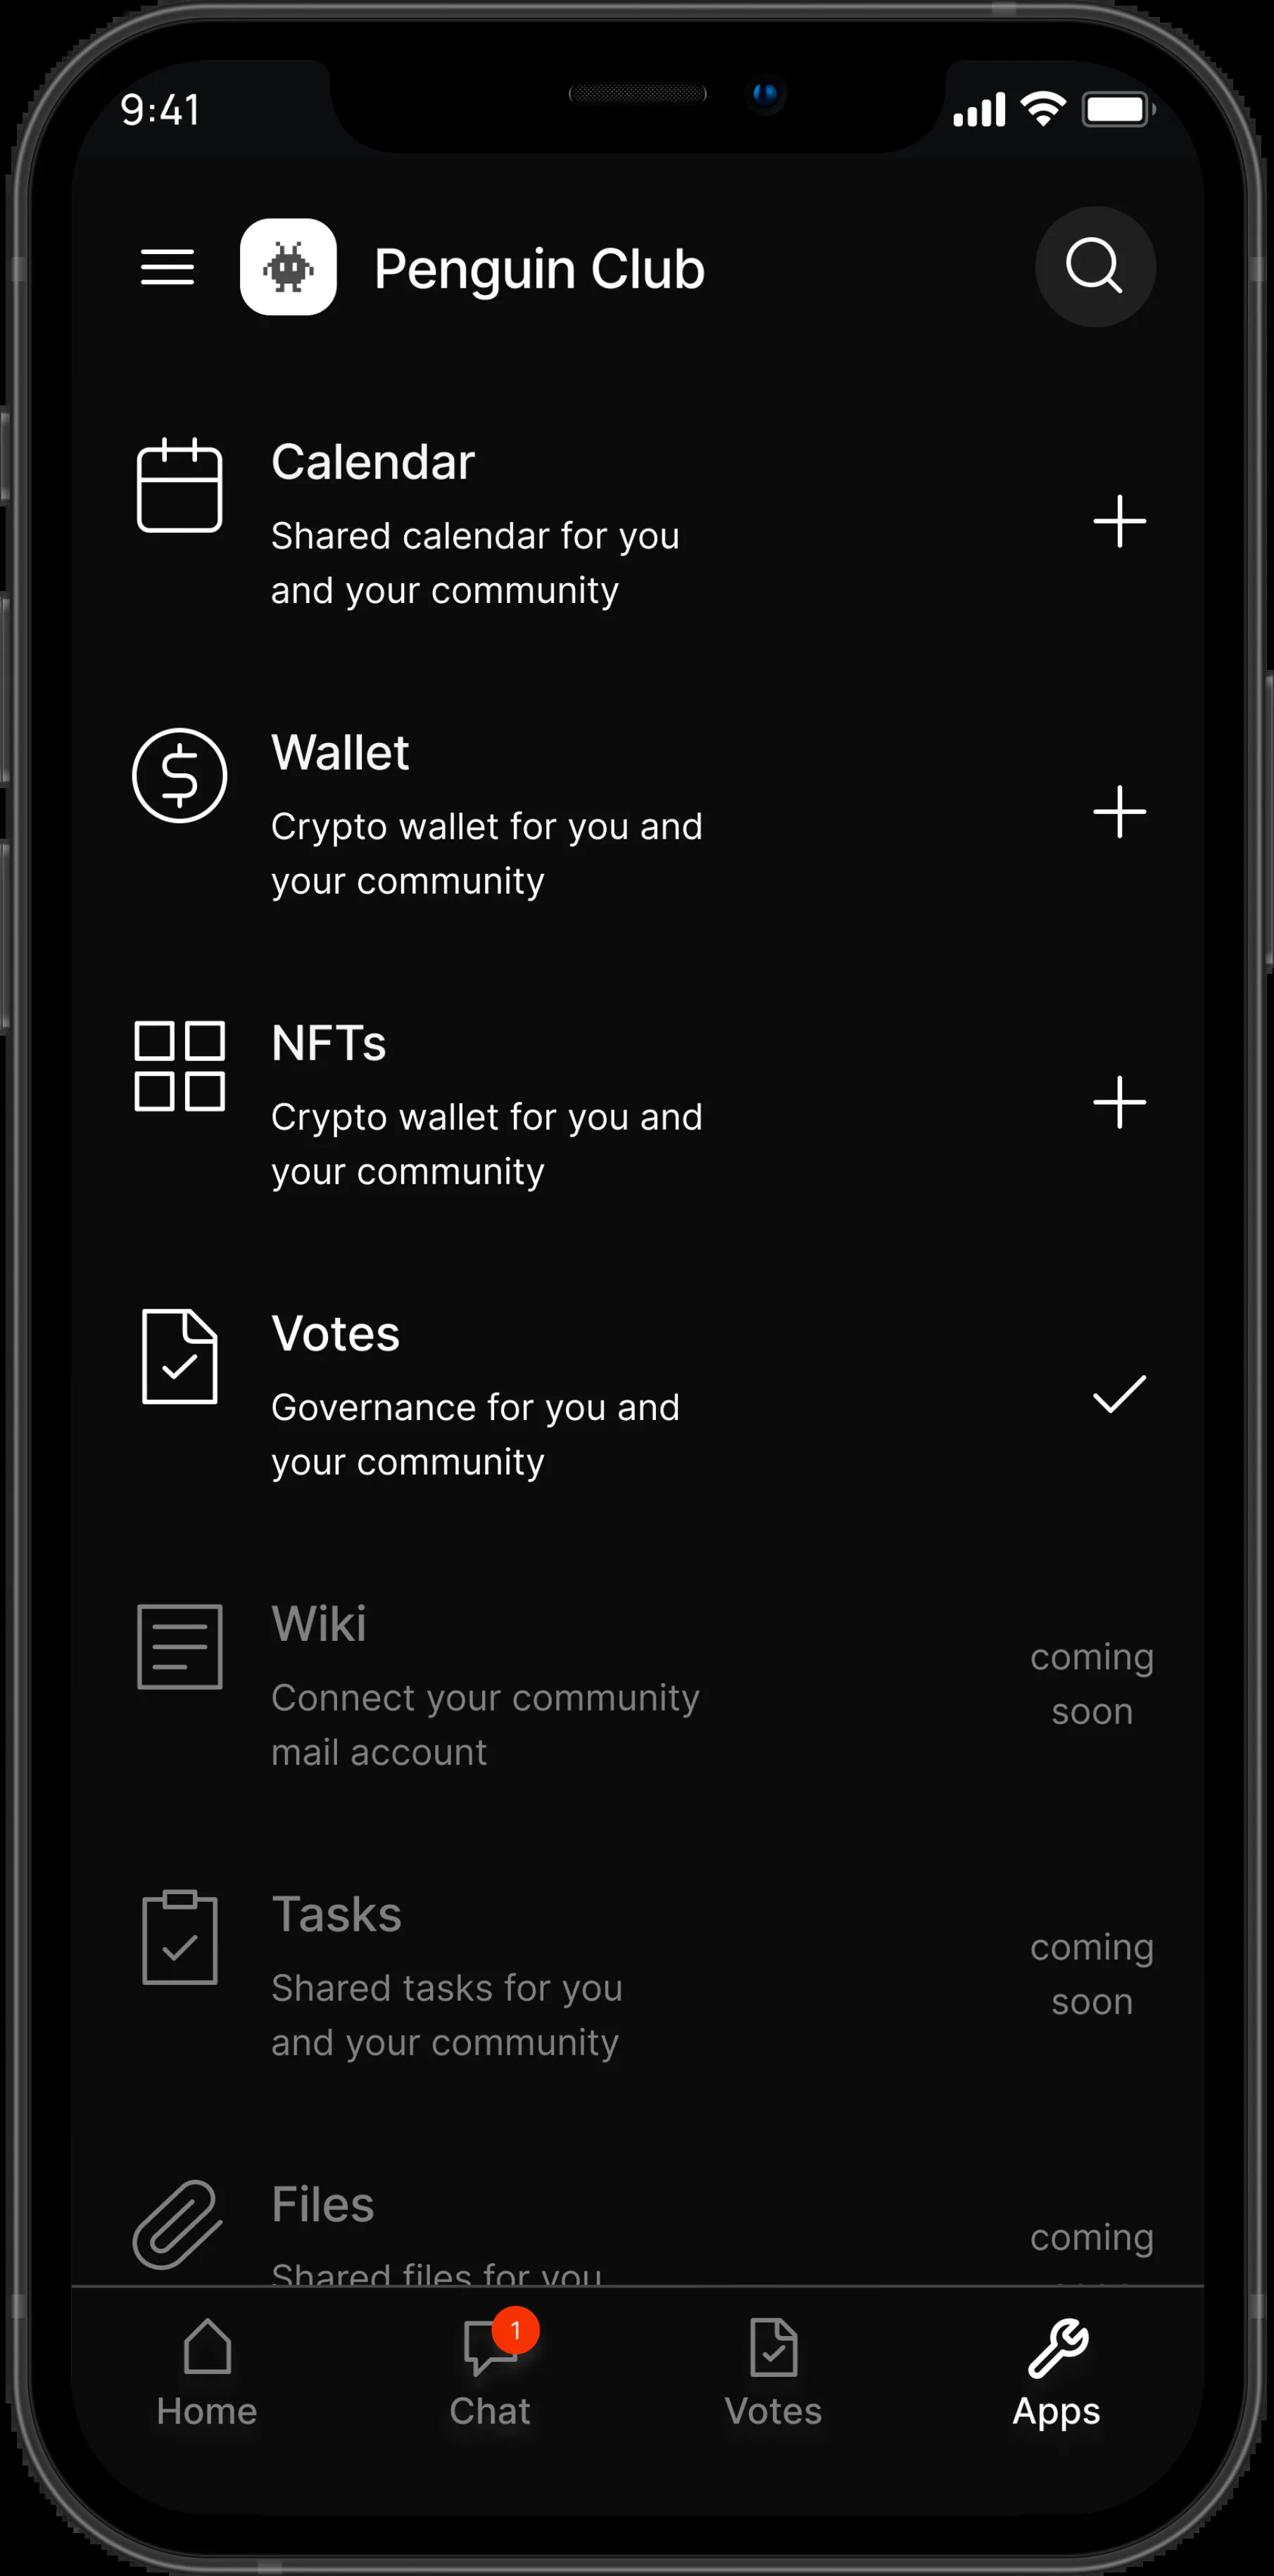 9:41
Penguin Club
Calendar
Shared calendar for you
and your community
Wallet
Crypto wallet for you and
your community
NFTs
Crypto wallet for you and
your community
Votes
Governance for you and
your community
Wiki
Connect your community
mail account
coming
soon
Tasks
Shared tasks for you
and your community
coming
soon
Files
Shared files for you
coming
1
Home
Chat
Votes
Apps